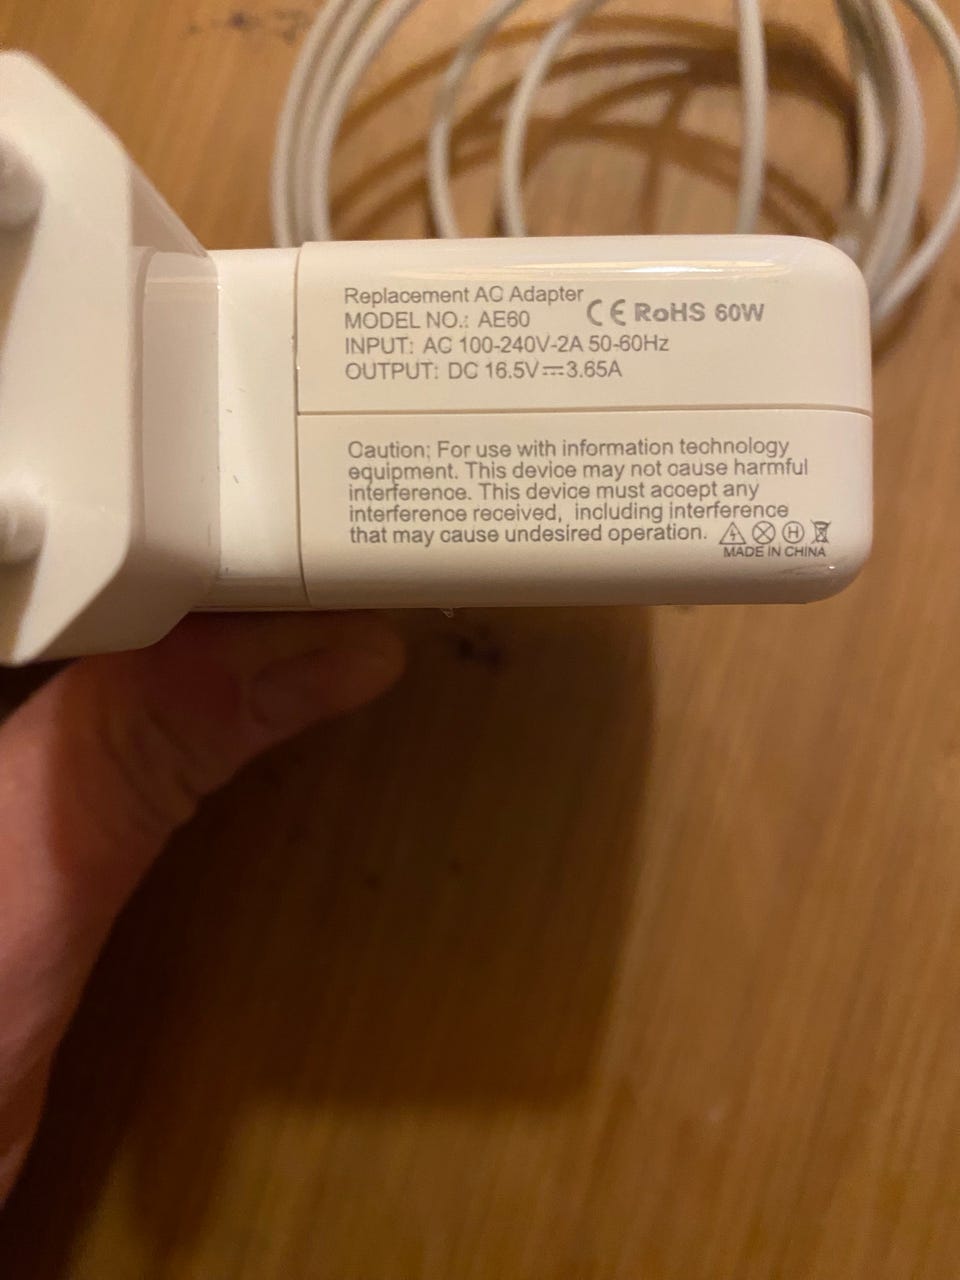 Replacement AC Adapter
CE RoHS 60W
MODEL NO.: AE60
INPUT: AC 100-240V-2A 50-60Hz
OUTPUT: DC 16.5V⎓3.65A
Caution: For use with information technology
equipment. This device may not cause harmful
interference. This device must accept any
interference received, including interference
that may cause undesired operation.
H
MADE IN CHINA